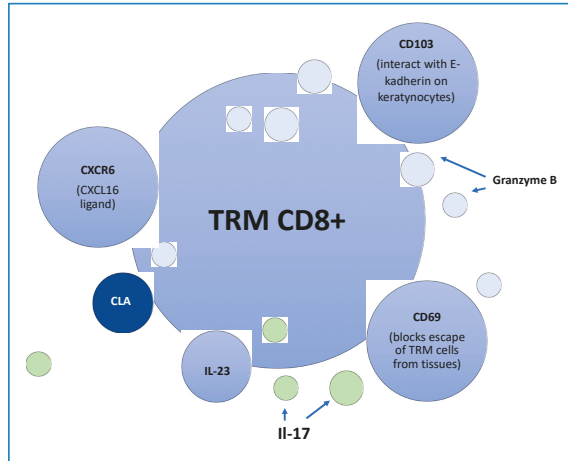 CD103
(interact with E-
kadherin on
keratynocytes)
CXCR6
(CXCL16
ligand)
Granzyme B
TRM CD8+
CLA
CD69
(blocks escape
of TRM cells
from tissues)
IL-23
Il-17